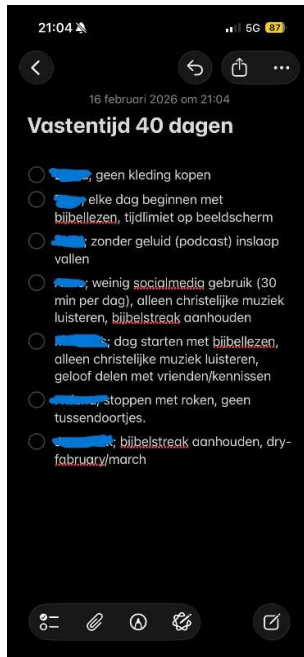 21:04
5G 87
16 februari 2026 om 21:04
Vastentijd 40 dagen
; geen kleding kopen
elke dag beginnen met
bijbellezen, tijdlimiet op beeldscherm
; zonder geluid (podcast) inslaap
vallen
; weinig socialmedia gebruik (30
min per dag), alleen christelijke muziek
luisteren, bijbelstreak aanhouden
; dag starten met bijbellezen,
alleen christelijke muziek luisteren,
geloof delen met vrienden/kennissen
stoppen met roken, geen
tussendoortjes.
; bijbelstreak aanhouden, dry-
fabruary/march